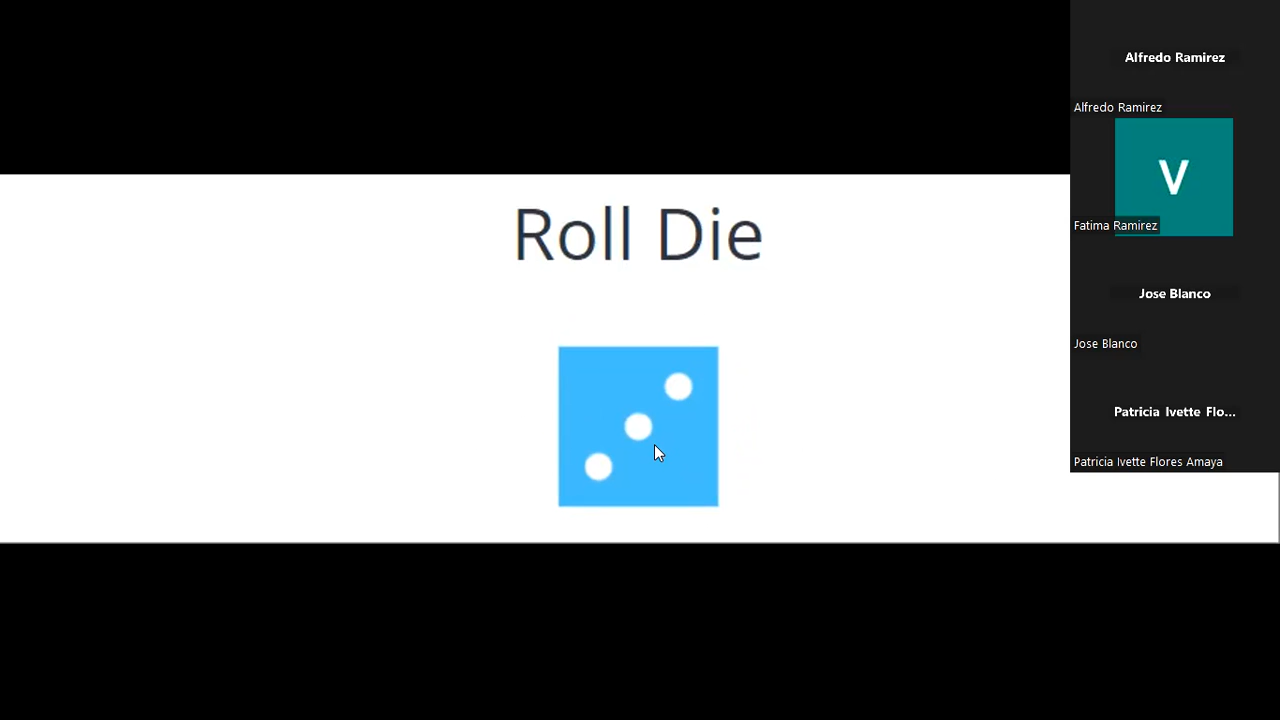 Alfredo Ramirez
Alfredo Ramirez
V
Fatima Ramirez
Roll Die
Jose Blanco
Jose Blanco
Patricia Ivette Flo...
Patricia Ivette Flores Amaya